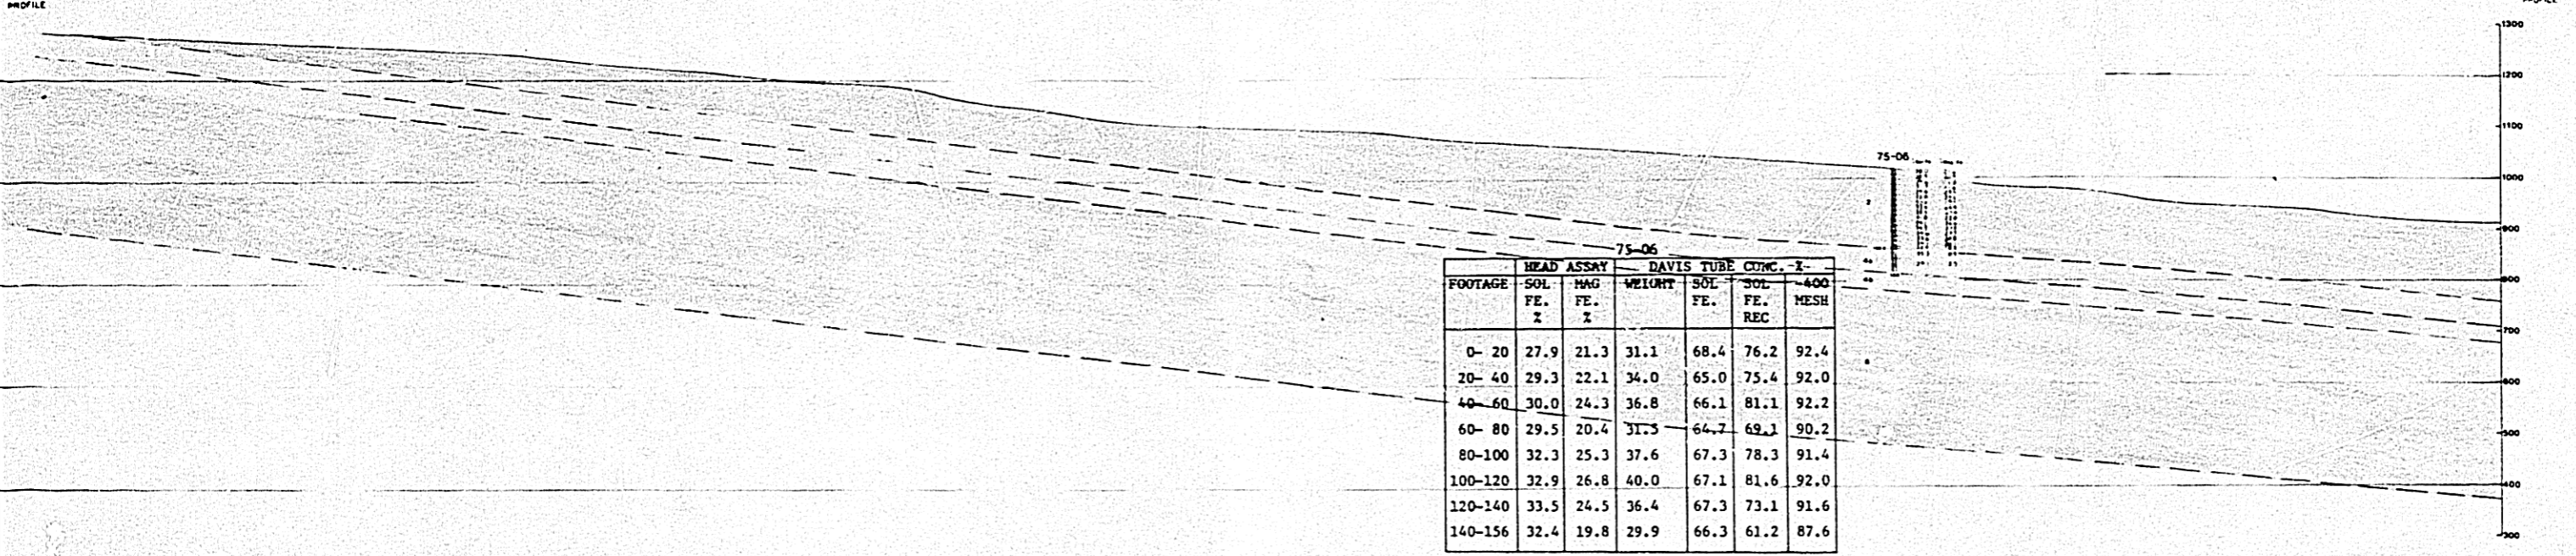 PROFILE
PROFILE
1300
1200
1100
75-06
1000
2
900
75-06
HEAD ASSAY DAVIS TUBE CONC. -%-
FOOTAGE SOL FE. % MAG FE. % WEIGHT SOL FE. SOL FE. REC -400 MESH
0- 20 27.9 21.3 31.1 68.4 76.2 92.4
20- 40 29.3 22.1 34.0 65.0 75.4 92.0
40- 60 30.0 24.3 36.8 66.1 81.1 92.2
60- 80 29.5 20.4 31.5 64.7 69.1 90.2
80-100 32.3 25.3 37.6 67.3 78.3 91.4
100-120 32.9 26.8 40.0 67.1 81.6 92.0
120-140 33.5 24.5 36.4 67.3 73.1 91.6
140-156 32.4 19.8 29.9 66.3 61.2 87.6
800
700
600
500
400
300